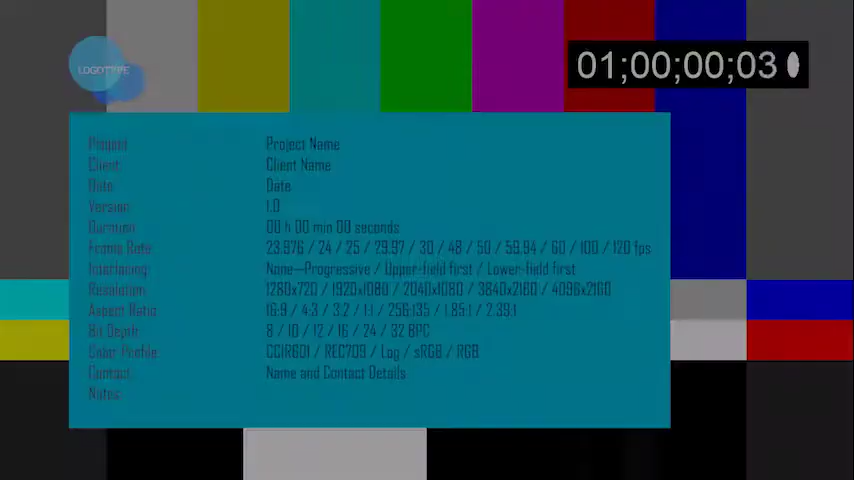 LOGOTYPE
01;00;00;03
Project Project Name
Client Client Name
Date Date
Version 1.0
Duration 00 h 00 min 00 seconds
Frame Rate 23.976 / 24 / 25 / 29.97 / 30 / 48 / 50 / 59.94 / 60 / 100 / 120 fps
Interlacing None—Progressive / Upper-field first / Lower-field first
Resolution 1280x720 / 1920x1080 / 2040x1080 / 3840x2160 / 4096x2160
Aspect Ratio 16:9 / 4:3 / 3:2 / 1:1 / 256:135 / 1.85:1 / 2.39:1
Bit Depth 8 / 10 / 12 / 16 / 24 / 32 BPC
Color Profile CCIR601 / REC709 / Log / sRGB / RGB
Contact Name and Contact Details
Notes